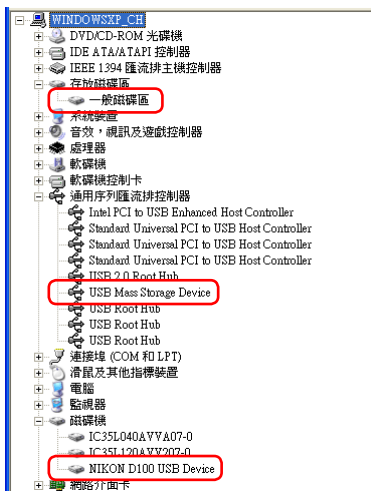 WINDOWSXP_CH
DVD/CD-ROM 光碟機
IDE ATA/ATAPI 控制器
IEEE 1394 匯流排主機控制器
存放磁碟區
一般磁碟區
系統裝置
音效，視訊及遊戲控制器
處理器
軟碟機
軟碟機控制卡
通用序列匯流排控制器
Intel PCI to USB Enhanced Host Controller
Standard Universal PCI to USB Host Controller
Standard Universal PCI to USB Host Controller
Standard Universal PCI to USB Host Controller
USB 2.0 Root Hub
USB Mass Storage Device
USB Root Hub
USB Root Hub
USB Root Hub
連接埠 (COM 和 LPT)
滑鼠及其他指標裝置
電腦
監視器
磁碟機
IC35L040AVVA07-0
IC35L120AVV207-0
NIKON D100 USB Device
網路介面卡